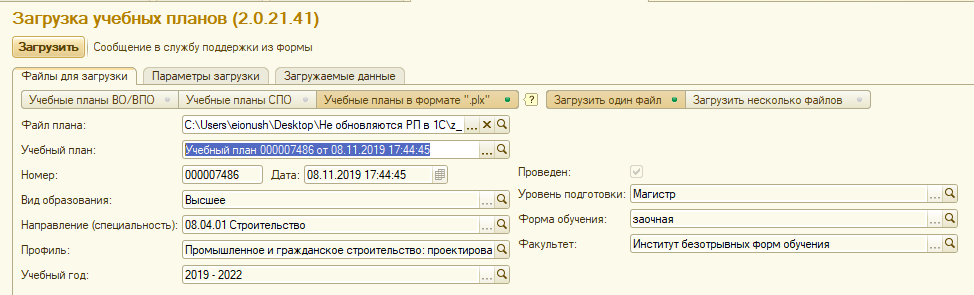 Загрузка учебных планов (2.0.21.41)
Загрузить Сообщение в службу поддержки из формы
Файлы для загрузки Параметры загрузки Загружаемые данные
Учебные планы ВО/ВПО Учебные планы СПО Учебные планы в формате ".plx" ? Загрузить один файл Загрузить несколько файлов
Файл плана: C:\Users\eionush\Desktop\Не обновляются РП в 1С\z_ ...
Учебный план: Учебный план 000007486 от 08.11.2019 17:44:45 ...
Номер: 000007486 Дата: 08.11.2019 17:44:45 Проведен:
Вид образования: Высшее ... Уровень подготовки: Магистр ...
Направление (специальность): 08.04.01 Строительство ... Форма обучения: заочная ...
Профиль: Промышленное и гражданское строительство: проектирова ... Факультет: Институт безотрывных форм обучения ...
Учебный год: 2019 - 2022 ...